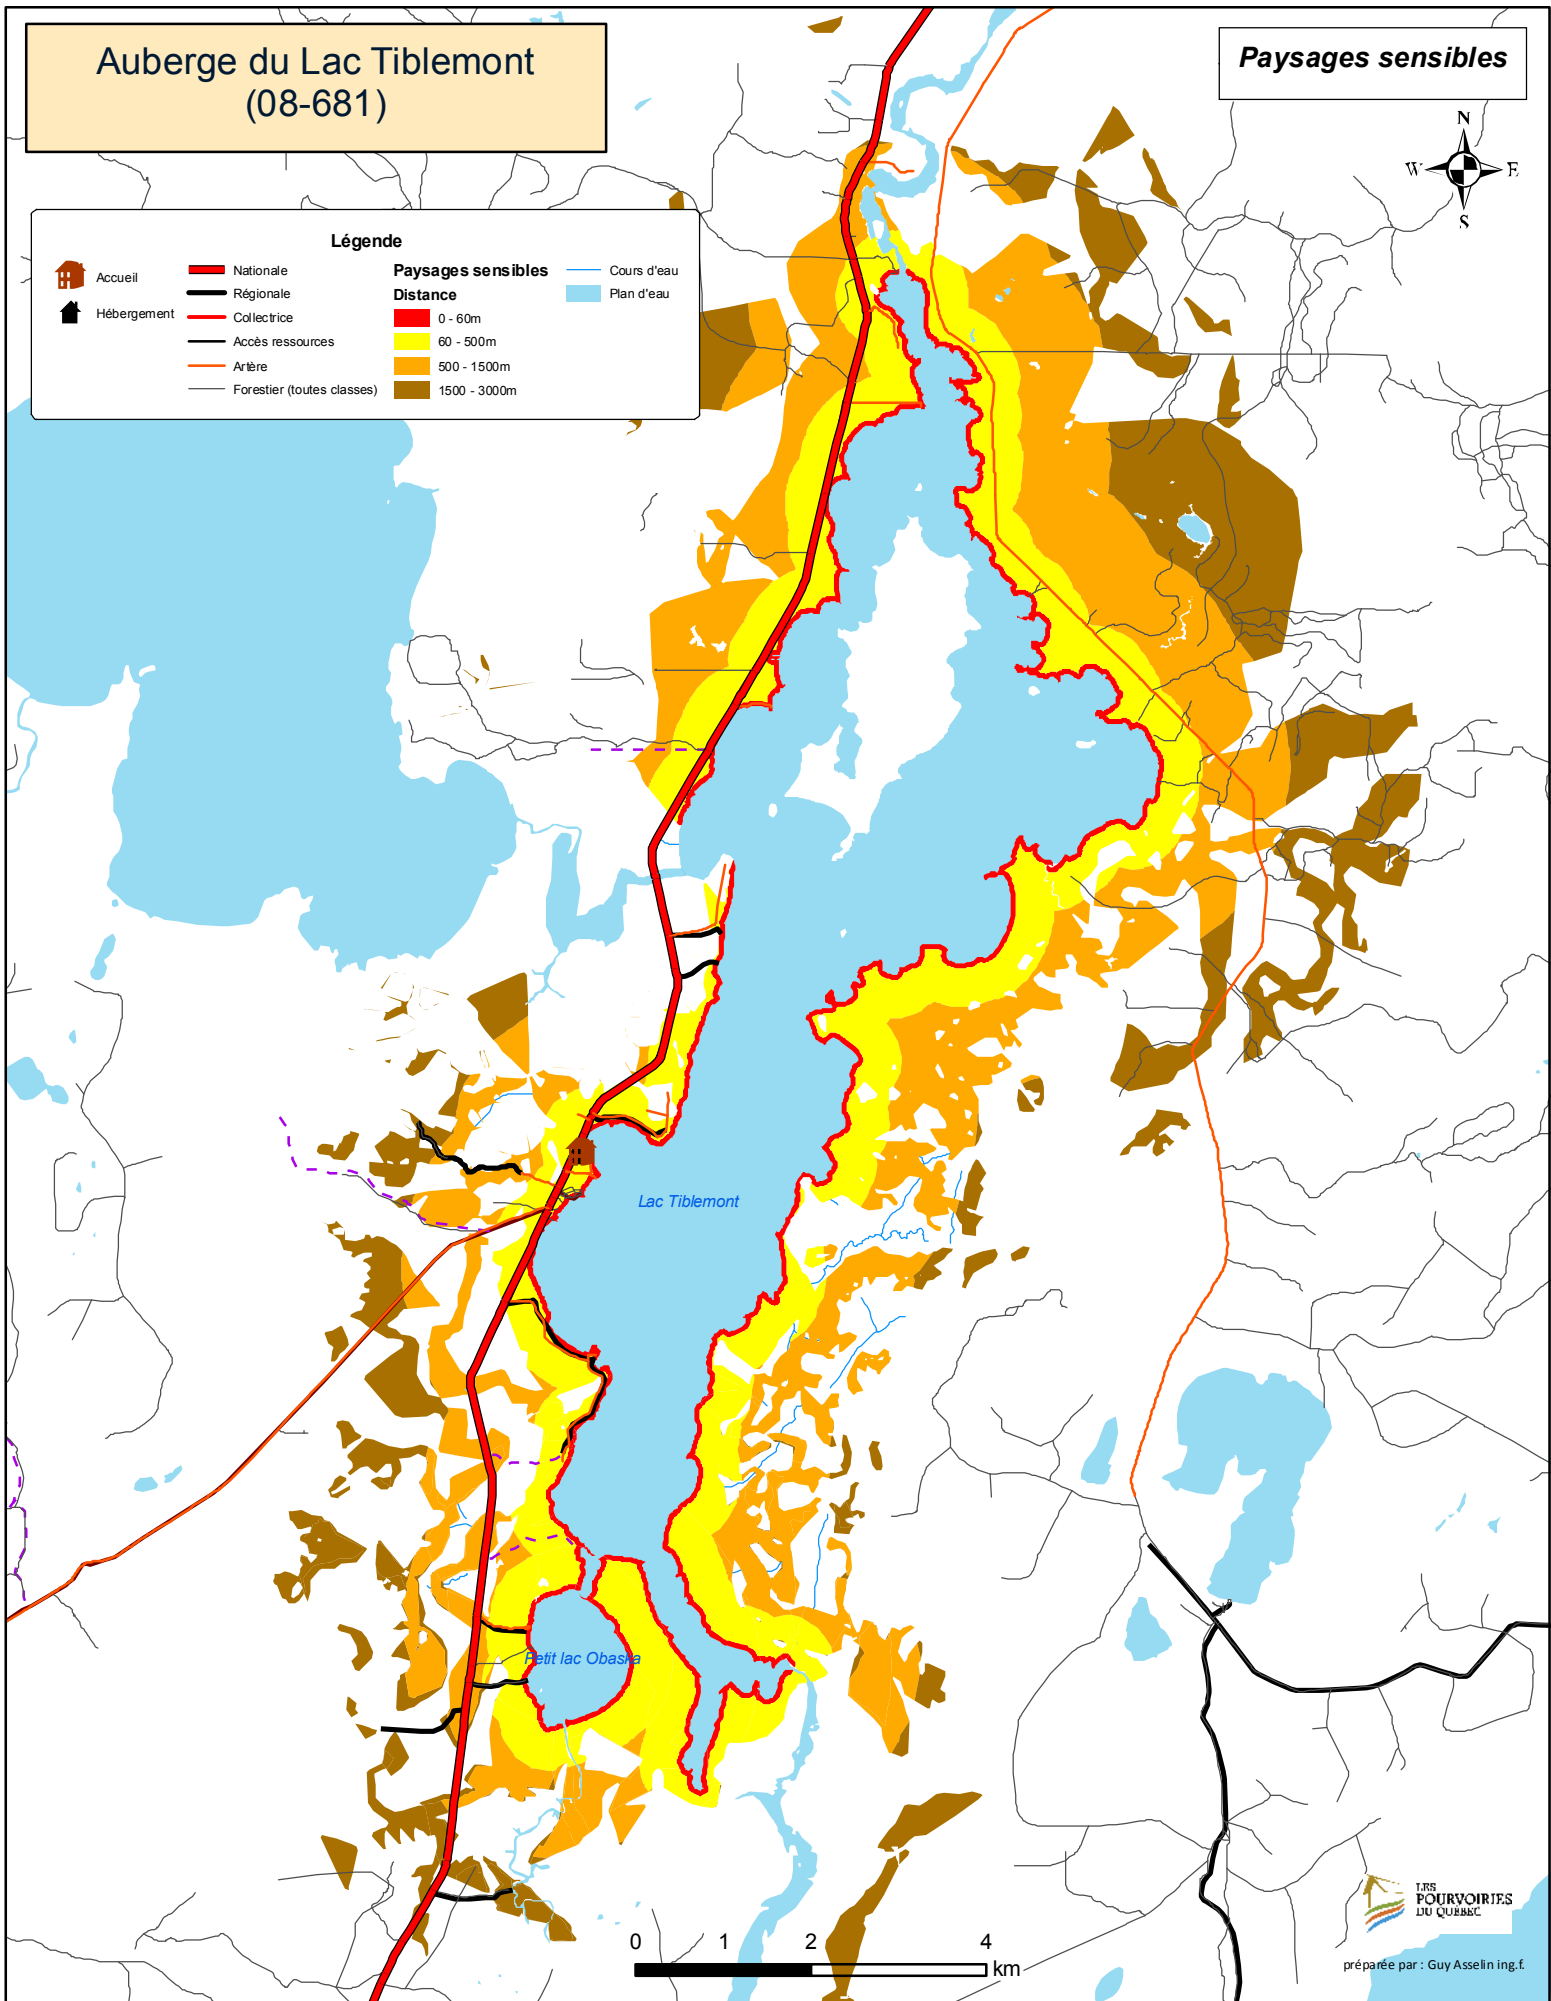 Auberge du Lac Tiblemont
(08-681)
Paysages sensibles
N
W E
S
Légende
Accueil
Hébergement
Nationale
Régionale
Collectrice
Accès ressources
Artère
Forestier (toutes classes)
Paysages sensibles
Distance
0 - 60m
60 - 500m
500 - 1500m
1500 - 3000m
Cours d'eau
Plan d'eau
Lac Tiblemont
Petit lac Obaska
0 1 2 4
km
LES
POURVOIRIES
DU QUÉBEC
préparée par : Guy Asselin ing.f.